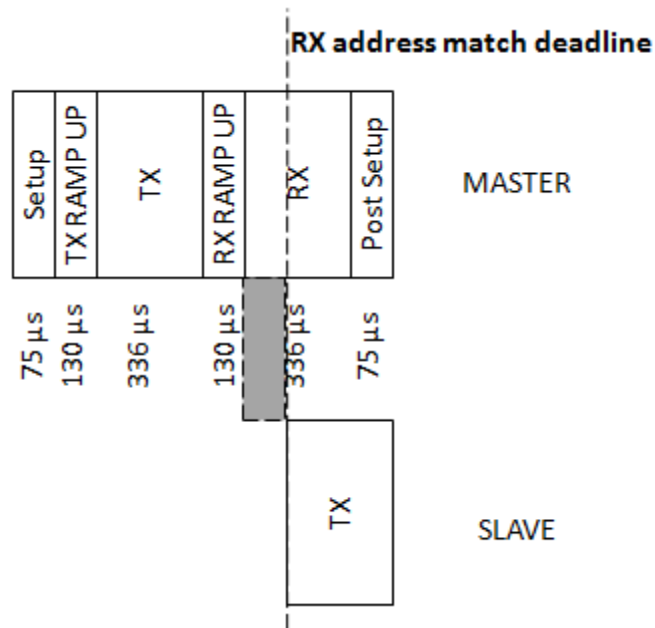 RX address match deadline
Setup
TX RAMP UP
TX
RX RAMP UP
RX
Post Setup
MASTER
75 µs
130 µs
336 µs
130 µs
336 µs
75 µs
TX
SLAVE